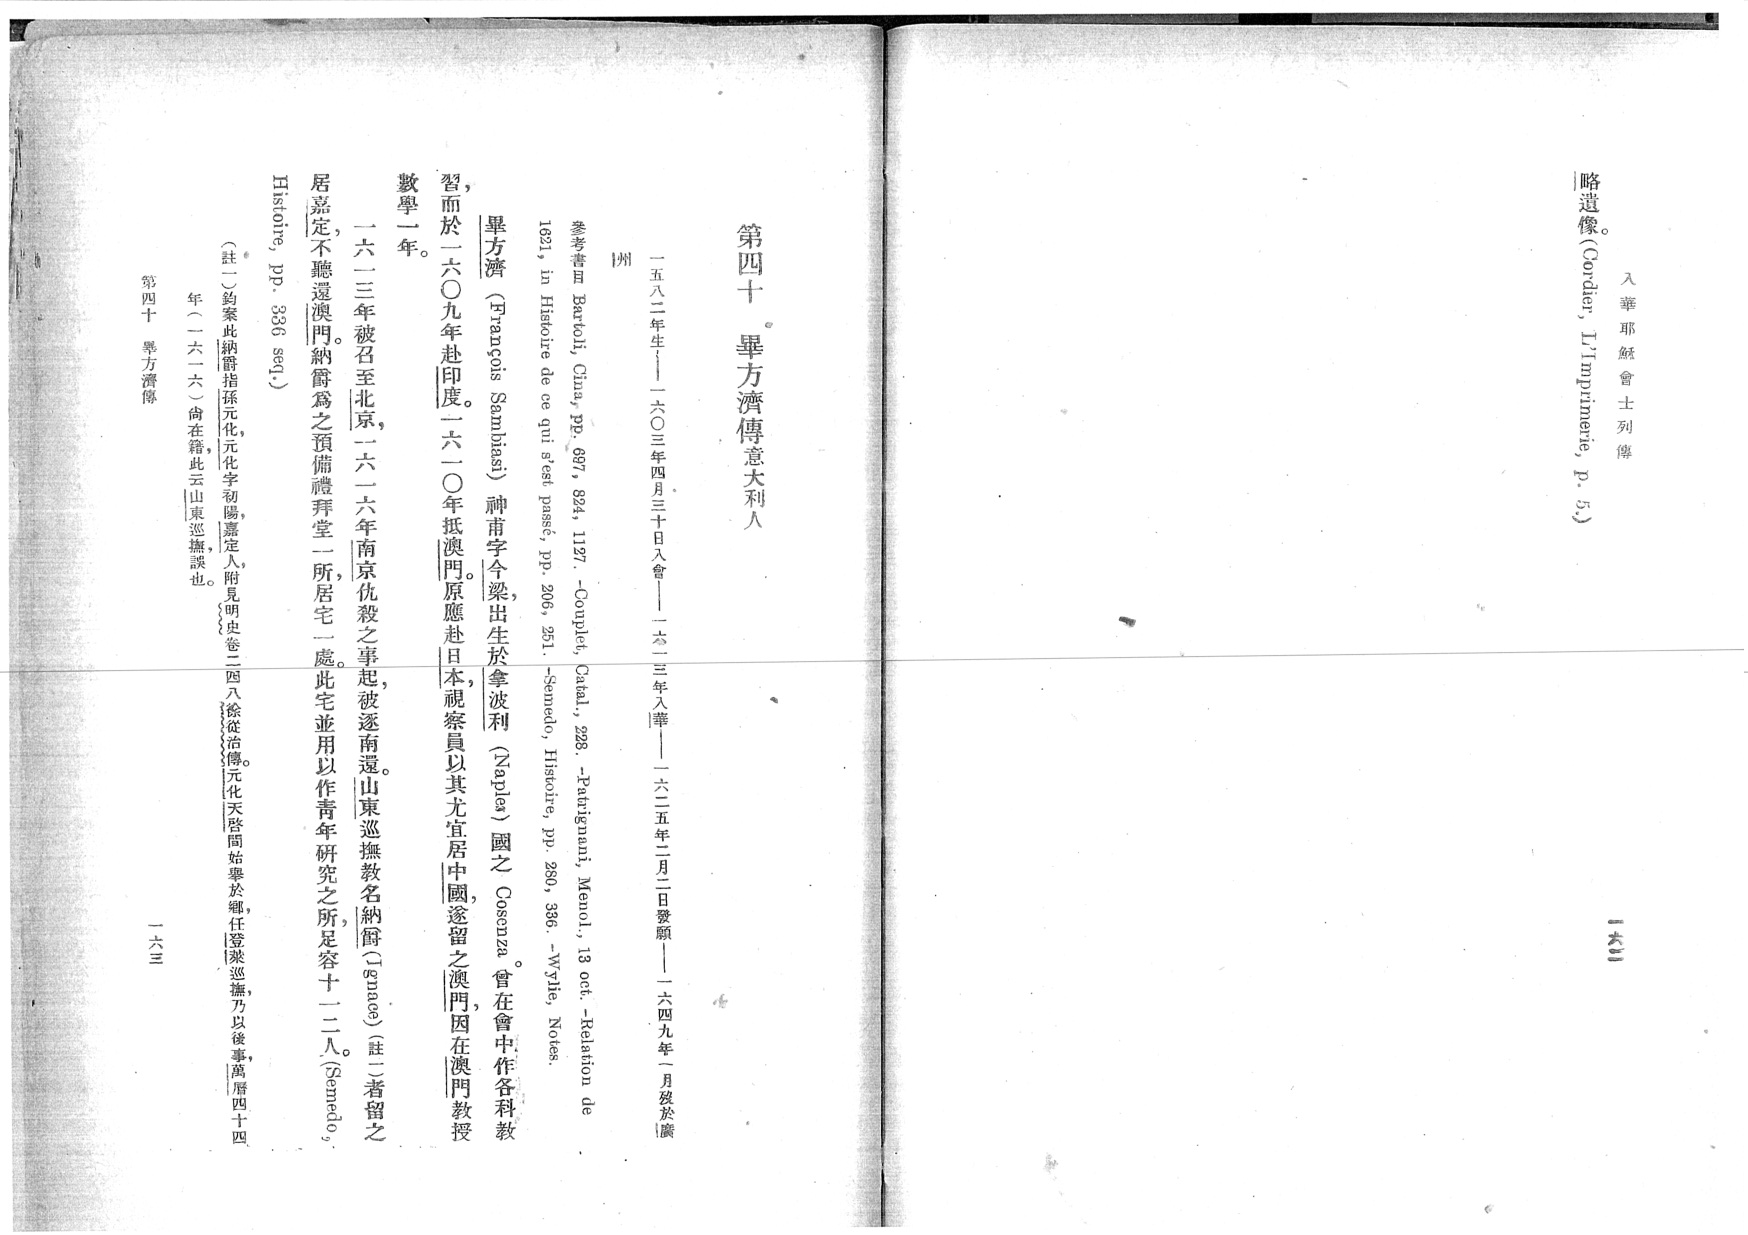 入華耶穌會士列傳
一六二
略遺像。(Cordier, L'Imprimerie, p. 5.)
第四十 畢方濟傳 意大利人
一五八二年生——一六〇三年四月三十日入會——一六一三年入華——一六二五年二月二日發願——一六四九年一月歿於廣
州
參考書目 Bartoli, Cina, pp. 697, 824, 1127. -Couplet, Catal., 228. -Patrignani, Menol., 13 oct. -Relation de
1621, in Histoire de ce qui s'est passé, pp. 206, 251. -Semedo, Histoire, pp. 280, 336. -Wylie, Notes.
畢方濟 (François Sambiasi) 神甫字今梁，出生於拿波利 (Naples) 國之 Cosenza。曾在會中作各科教
習，而於一六〇九年赴印度。一六一〇年抵澳門。原應赴日本，視察員以其尤宜居中國，遂留之澳門，因在澳門教授
數學一年。
一六一三年被召至北京，一六一六年南京仇殺之事起，被逐南還。山東巡撫教名納爵(Ignace)(註一)者留之
居嘉定，不聽還澳門。納爵爲之預備禮拜堂一所，居宅一處。此宅並用以作青年研究之所，足容十一二人。(Semedo,
Histoire, pp. 336 seq.)
(註一)鈞案此納爵指孫元化，元化字初陽，嘉定人，附見明史卷二四八徐從治傳。元化天啓間始舉於鄉，任登萊巡撫，乃以後事，萬曆四十四
年(一六一六)尙在籍，此云山東巡撫，誤也。
第四十 畢方濟傳
一六三